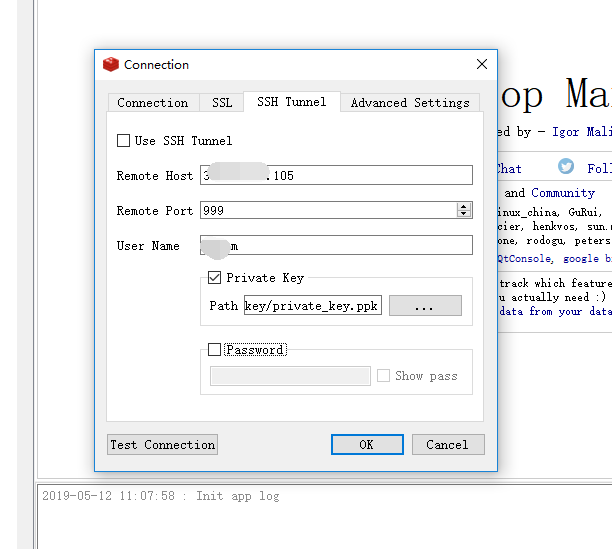 Connection
Connection SSL SSH Tunnel Advanced Settings
Use SSH Tunnel
Remote Host 3 .105
Remote Port 999
User Name m
Private Key
Path key/private_key.ppk ...
Password
Show pass
Test Connection OK Cancel
op Ma
ed by — Igor Mali
Chat Foll
and Community
inux_china, GuRui,
cier, henkvos, sun.
one, rodogu, peters
QtConsole, google b
track which feature
u actually need :)
data from your data
2019-05-12 11:07:58 : Init app log